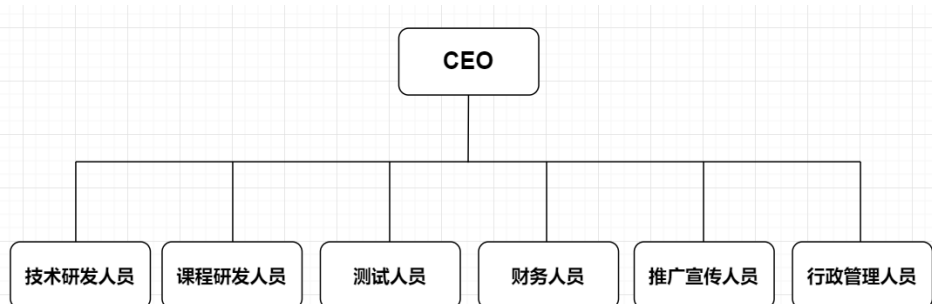 CEO
技术研发人员
课程研发人员
测试人员
财务人员
推广宣传人员
行政管理人员